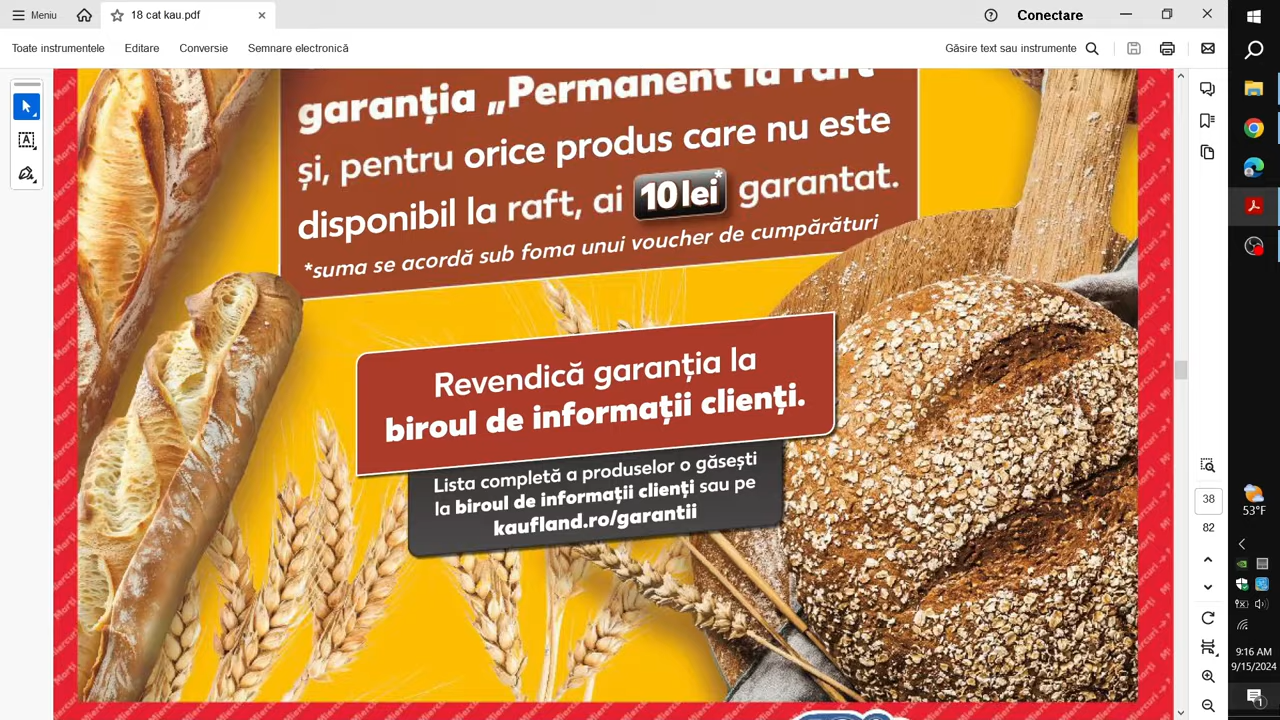 Meniu
18 cat kau.pdf
Conectare
Toate instrumentele
Editare
Conversie
Semnare electronică
Găsire text sau instrumente
garanția „Permanent la raft"
și, pentru orice produs care nu este
disponibil la raft, ai 10 lei* garantat.
*suma se acordă sub foma unui voucher de cumpărături
Revendică garanția la
biroul de informații clienți.
Lista completă a produselor o găsești
la biroul de informații clienți sau pe
kaufland.ro/garantii
38
82
53°F
9:16 AM
9/15/2024
Marți
Miercuri